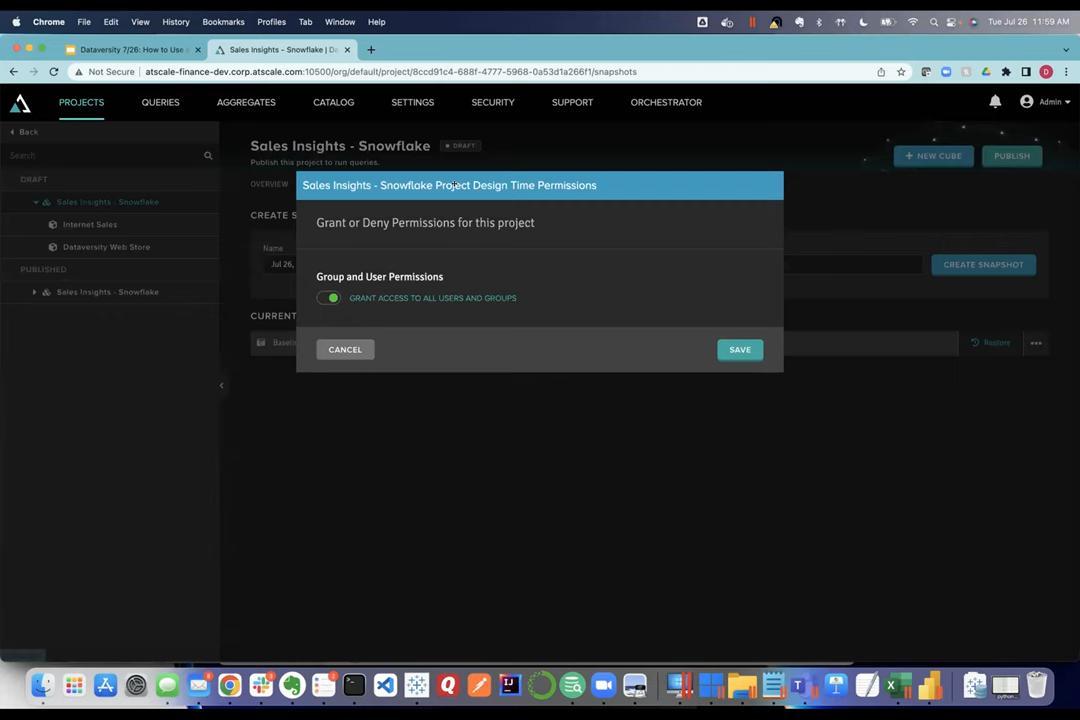 Chrome File Edit View History Bookmarks Profiles Tab Window Help Tue Jul 26 11:59 AM
Dataversity 7/26: How to Use Sales Insights - Snowflake | Da
Not Secure | atscale-finance-dev.corp.atscale.com:10500/org/default/project/8ccd91c4-688f-4777-5968-0a53d1a266f1/snapshots
PROJECTS QUERIES AGGREGATES CATALOG SETTINGS SECURITY SUPPORT ORCHESTRATOR Admin
Back
Search
DRAFT
Sales Insights - Snowflake
Internet Sales
Dataversity Web Store
PUBLISHED
Sales Insights - Snowflake
Sales Insights - Snowflake DRAFT
Publish this project to run queries.
+ NEW CUBE PUBLISH
OVERVIEW
CREATE S
Name
Jul 26,
CREATE SNAPSHOT
CURRENT
Baseli
Restore
Sales Insights - Snowflake Project Design Time Permissions
Grant or Deny Permissions for this project
Group and User Permissions
GRANT ACCESS TO ALL USERS AND GROUPS
CANCEL SAVE